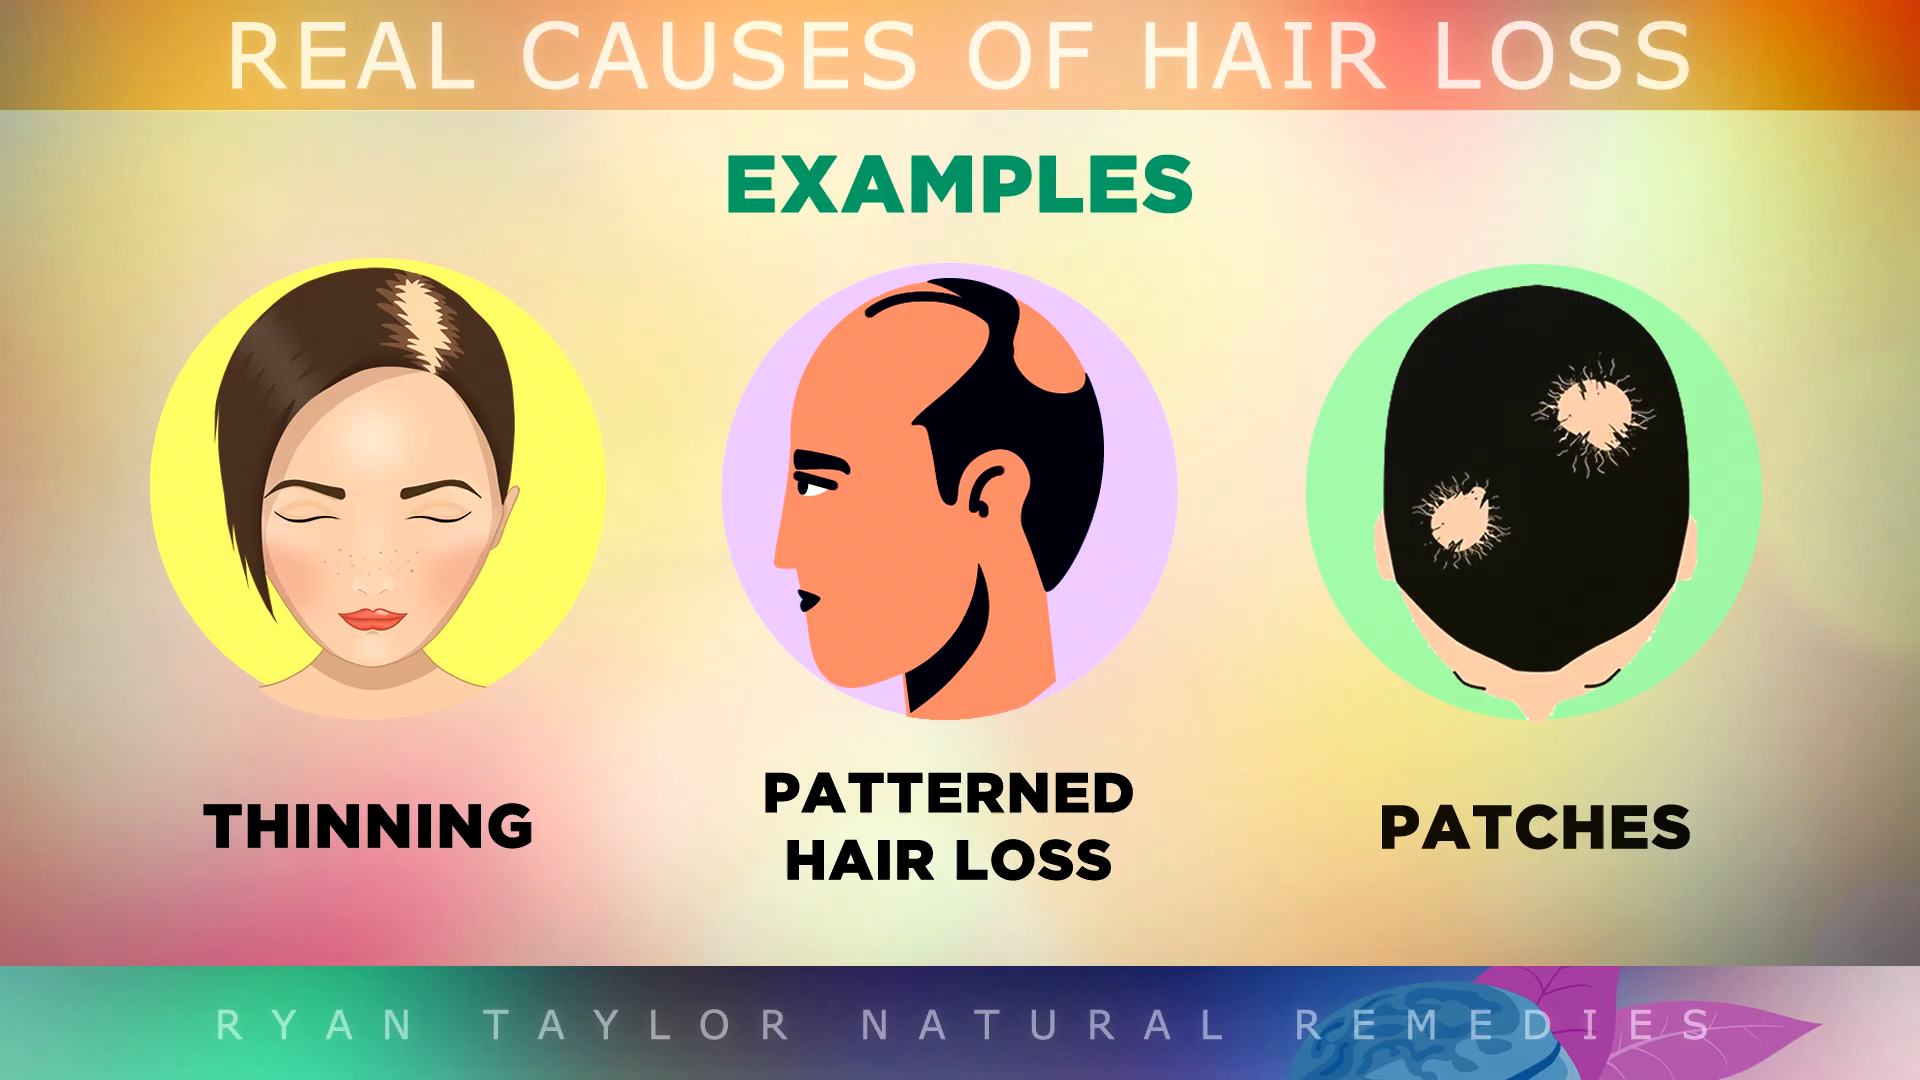 REAL CAUSES OF HAIR LOSS
EXAMPLES
THINNING
PATTERNED
HAIR LOSS
PATCHES
RYAN TAYLOR NATURAL REMEDIES